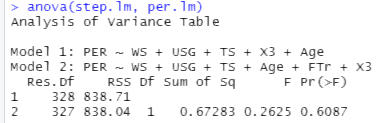 > anova(step.lm, per.lm)
Analysis of Variance Table

Model 1: PER ~ WS + USG + TS + X3 + Age
Model 2: PER ~ WS + USG + TS + Age + FTr + X3
  Res.Df    RSS Df Sum of Sq      F Pr(>F)
1    328 838.71
2    327 838.04  1   0.67283 0.2625 0.6087